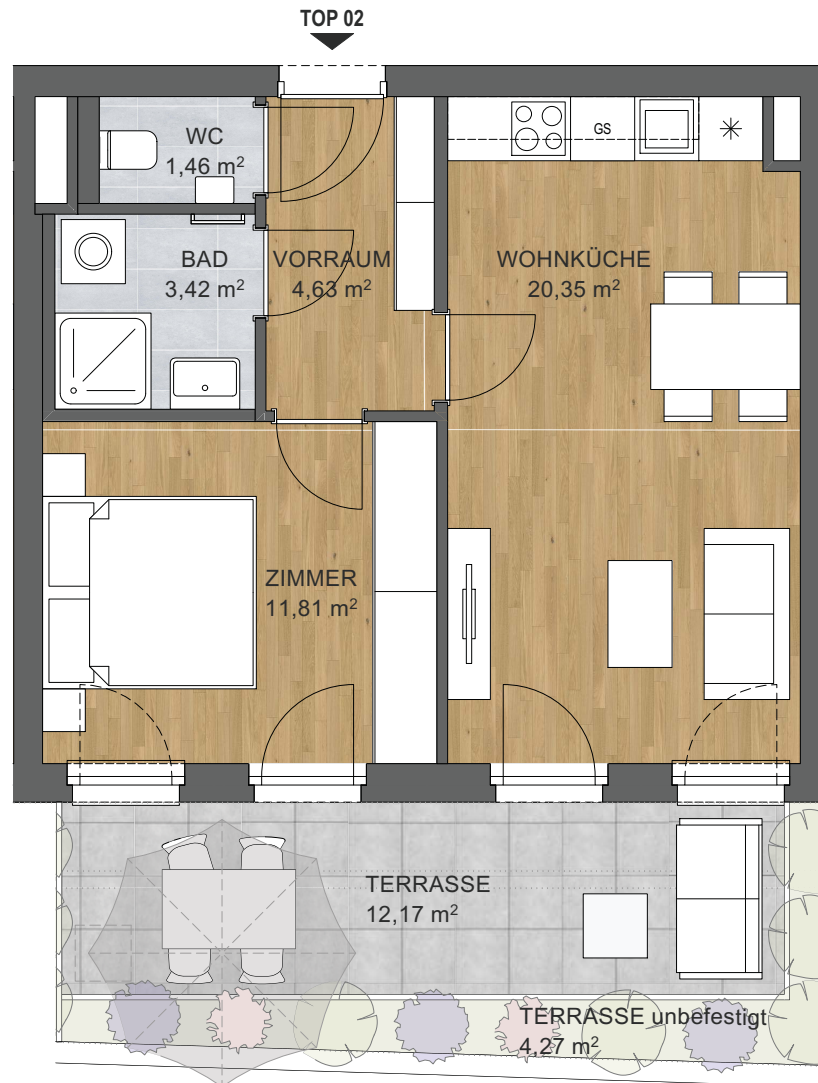 TOP 02
WC
1,46 m²
GS
BAD
3,42 m²
VORRAUM
4,63 m²
WOHNKÜCHE
20,35 m²
ZIMMER
11,81 m²
TERRASSE
12,17 m²
TERRASSE unbefestigt
4,27 m²